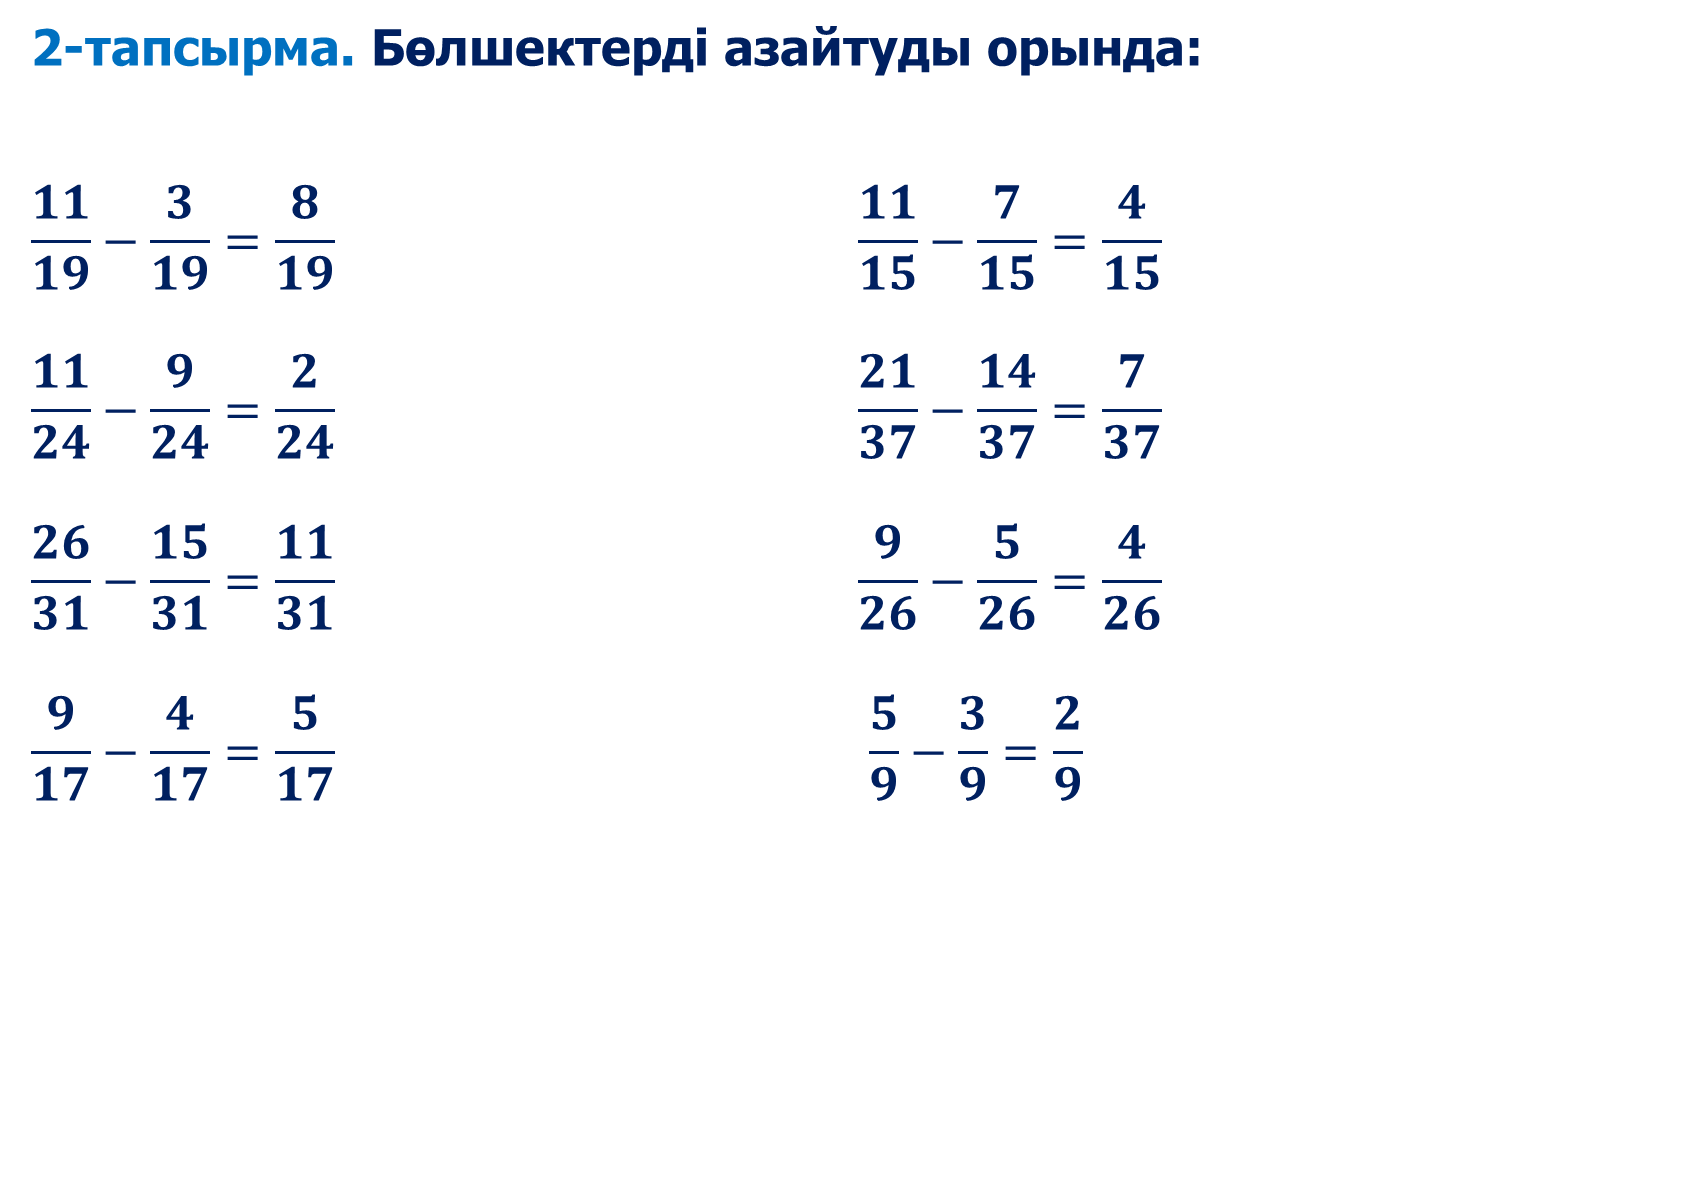 2-тапсырма. Бөлшектерді азайтуды орында:
11/19 − 3/19 = 8/19
11/15 − 7/15 = 4/15
11/24 − 9/24 = 2/24
21/37 − 14/37 = 7/37
26/31 − 15/31 = 11/31
9/26 − 5/26 = 4/26
9/17 − 4/17 = 5/17
5/9 − 3/9 = 2/9